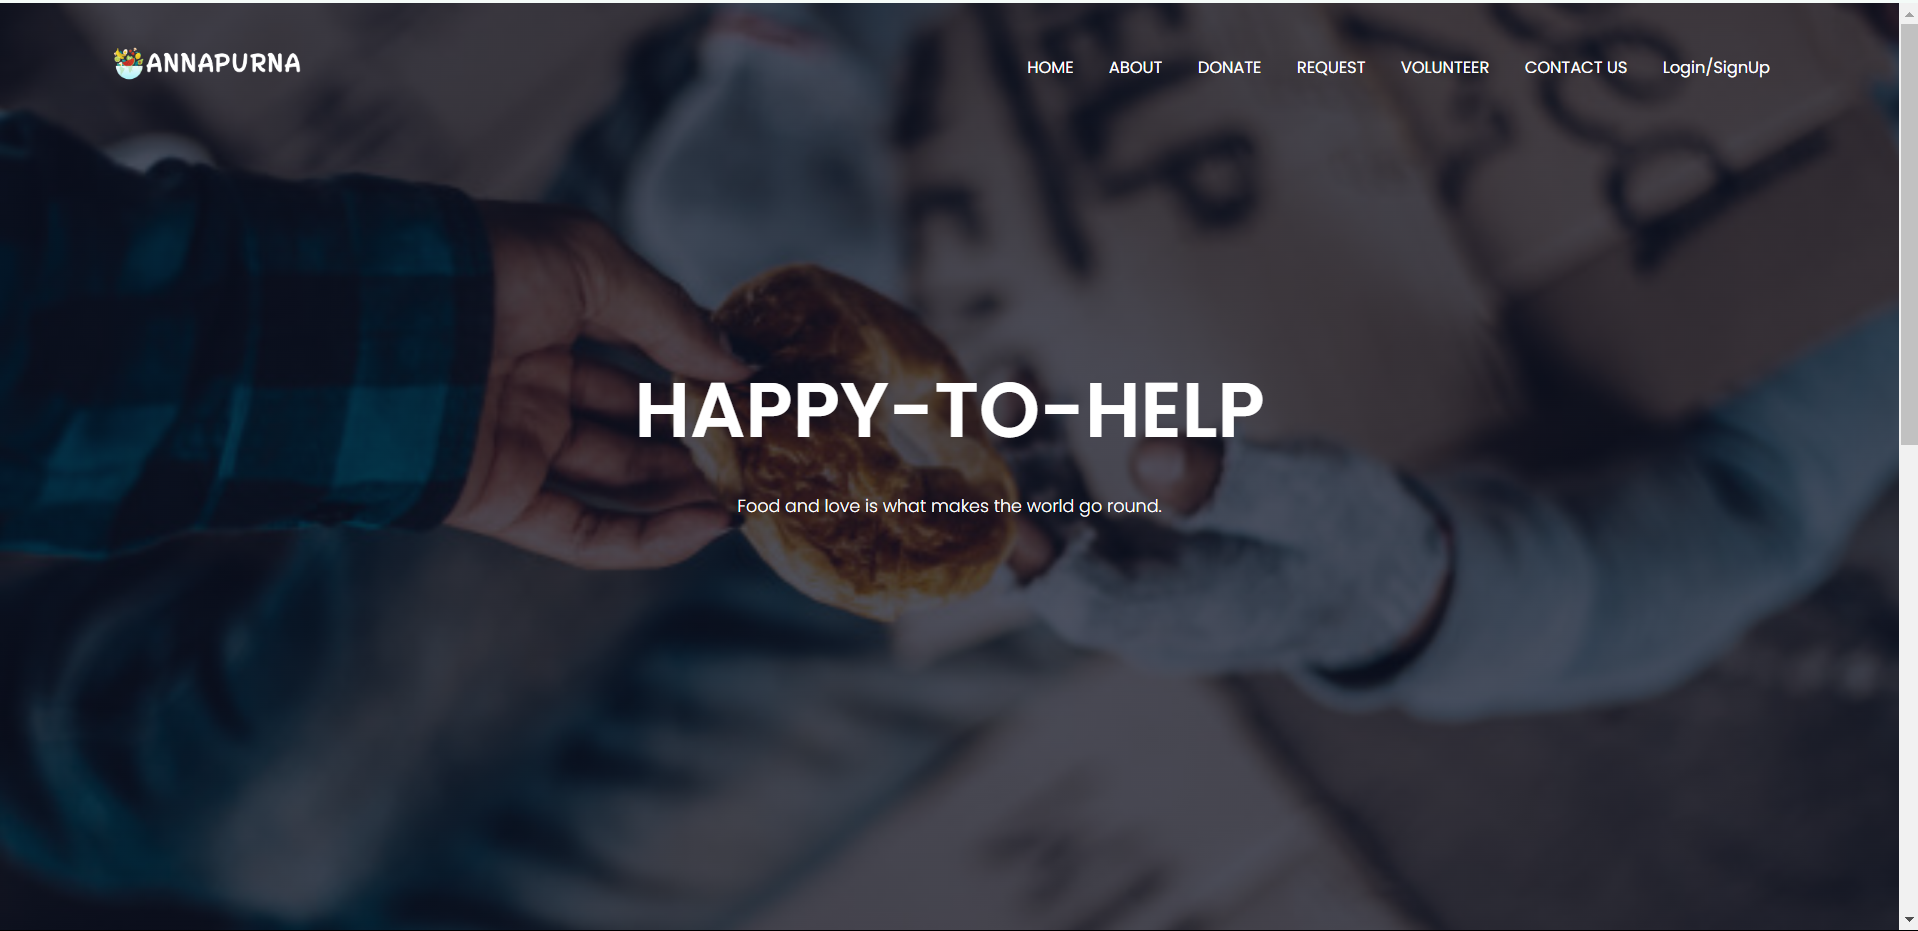 ANNAPURNA
HOME ABOUT DONATE REQUEST VOLUNTEER CONTACT US Login/SignUp
HAPPY-TO-HELP
Food and love is what makes the world go round.